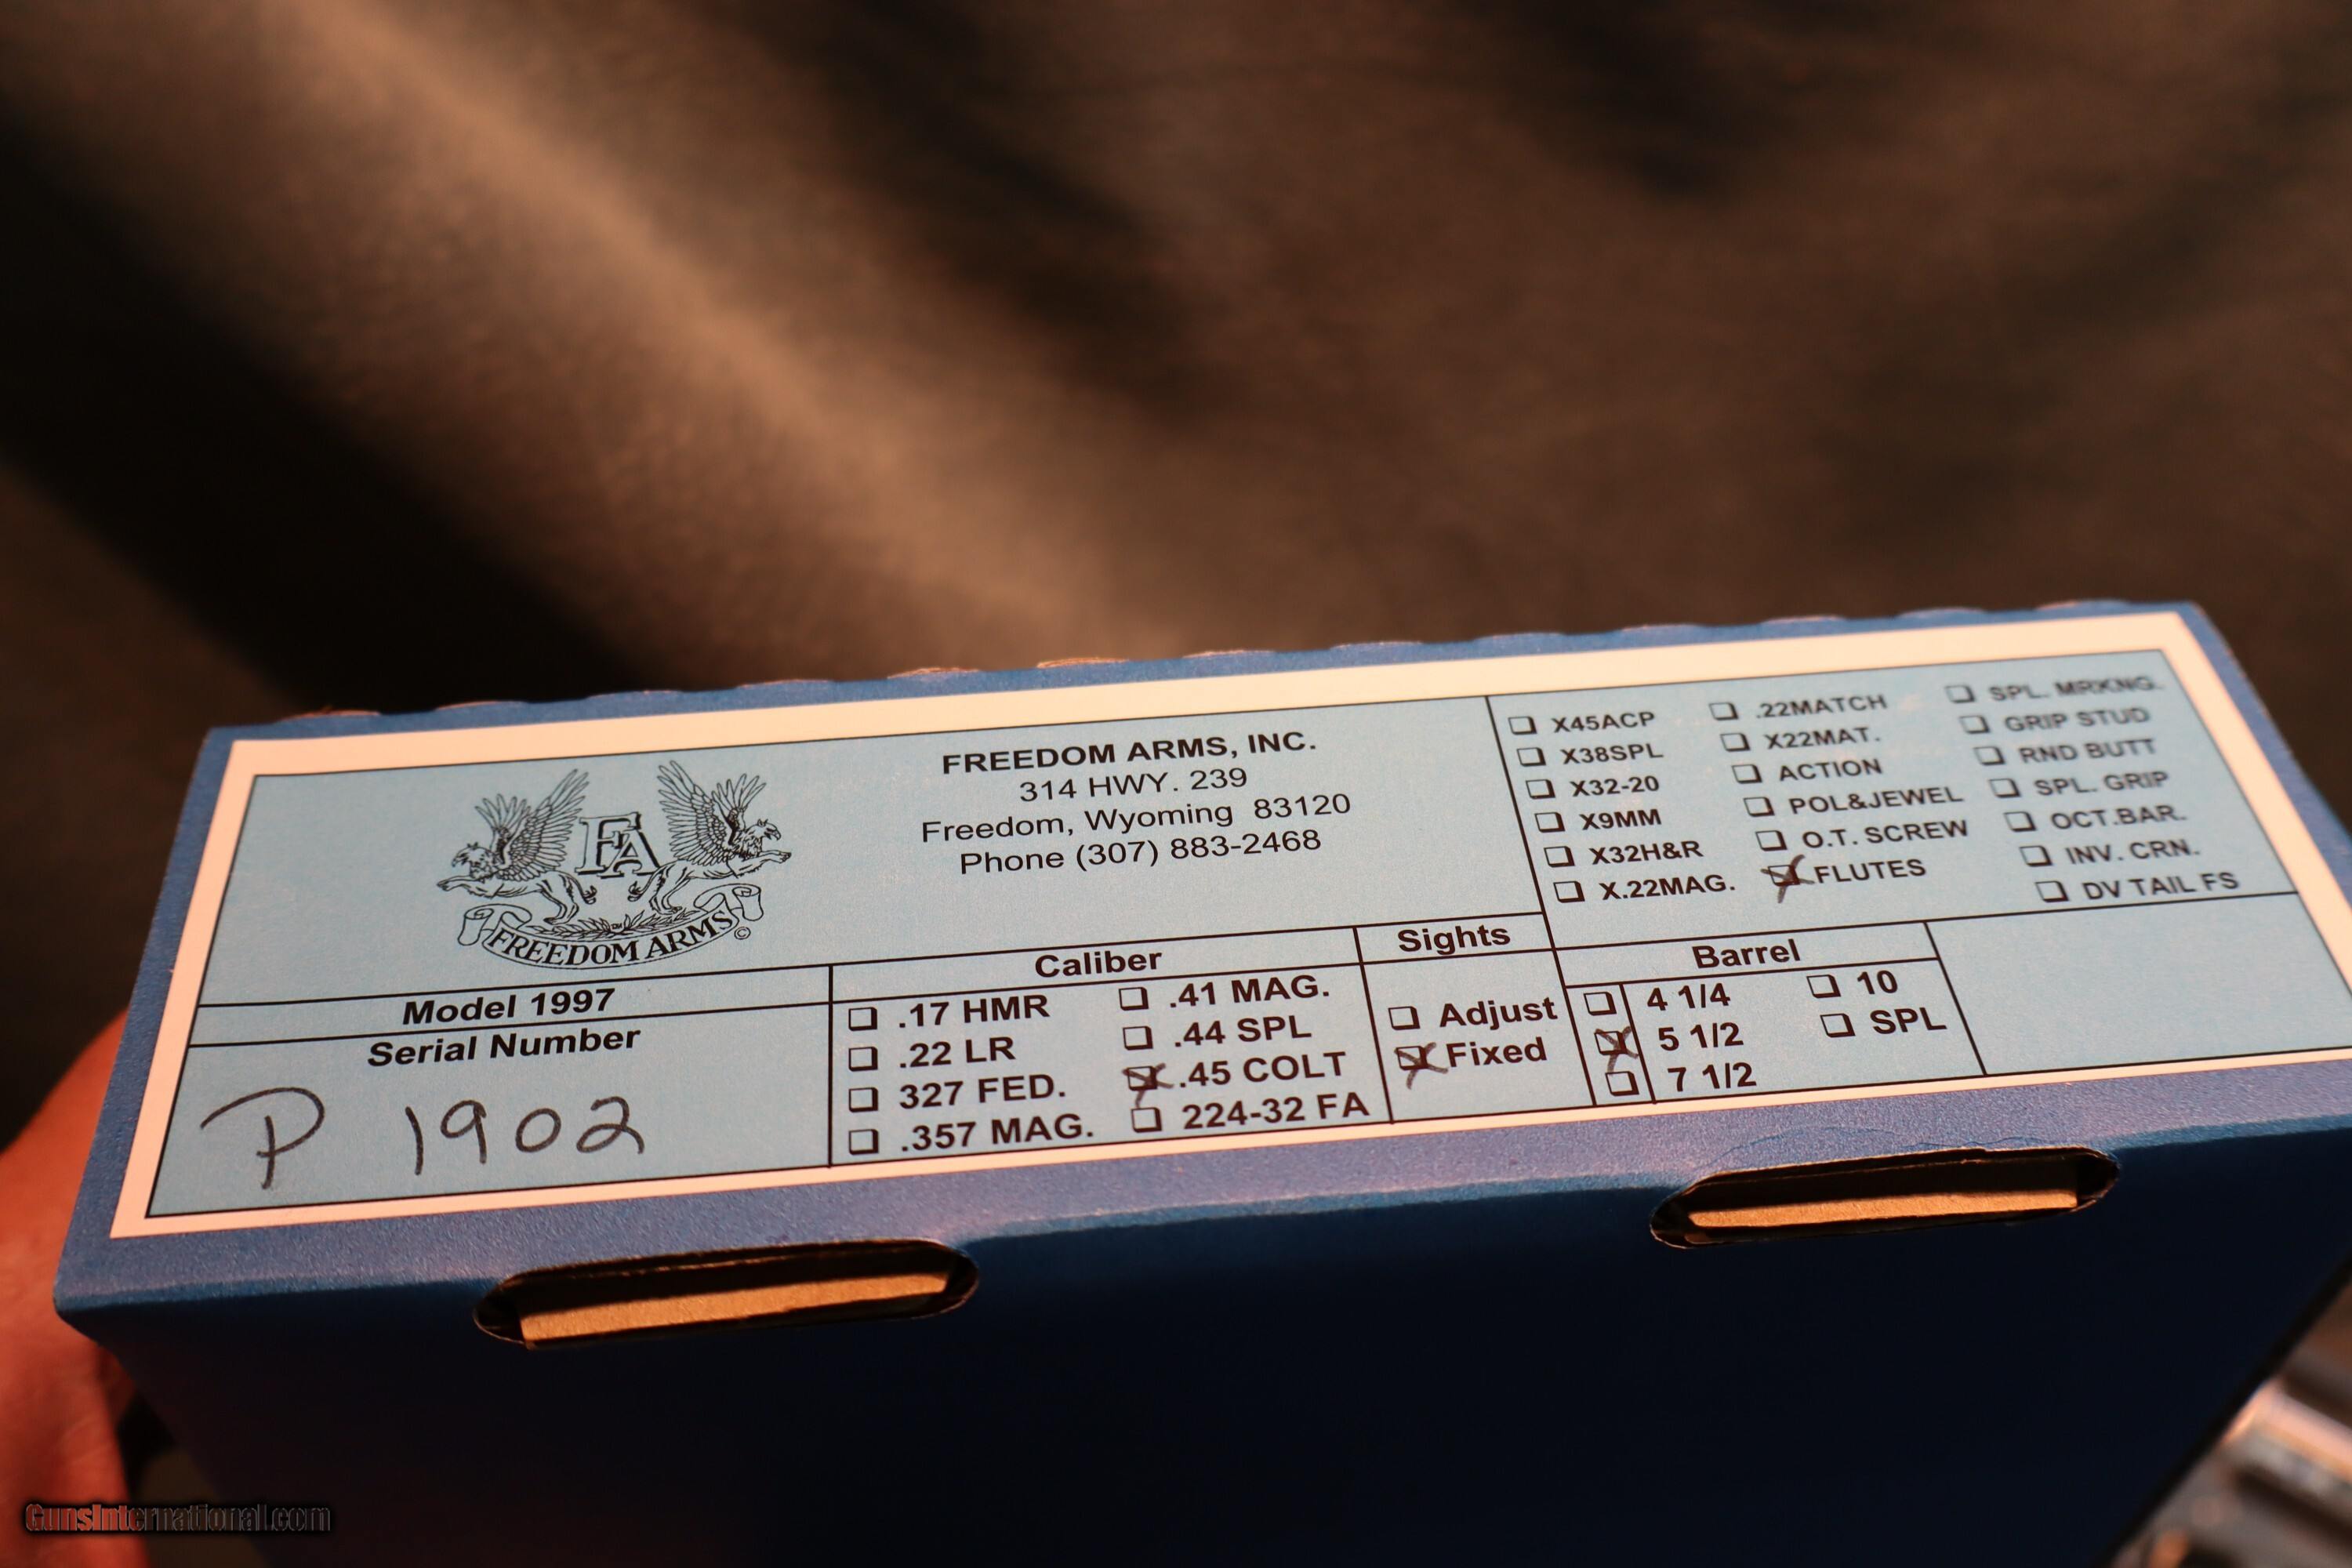 FREEDOM ARMS, INC.
314 HWY. 239
Freedom, Wyoming 83120
Phone (307) 883-2468
FA
FREEDOM ARMS ©
X45ACP
X38SPL
X32-20
X9MM
X32H&R
X.22MAG.
.22MATCH
X22MAT.
ACTION
POL&JEWEL
O.T. SCREW
FLUTES
SPL. MRKNG.
GRIP STUD
RND BUTT
SPL. GRIP
OCT.BAR.
INV. CRN.
DV TAIL FS
Model 1997
Serial Number
P 1902
Caliber
.17 HMR
.22 LR
327 FED.
.357 MAG.
.41 MAG.
.44 SPL
.45 COLT
224-32 FA
Sights
Adjust
Fixed
Barrel
4 1/4
5 1/2
7 1/2
10
SPL
GunsInternational.com